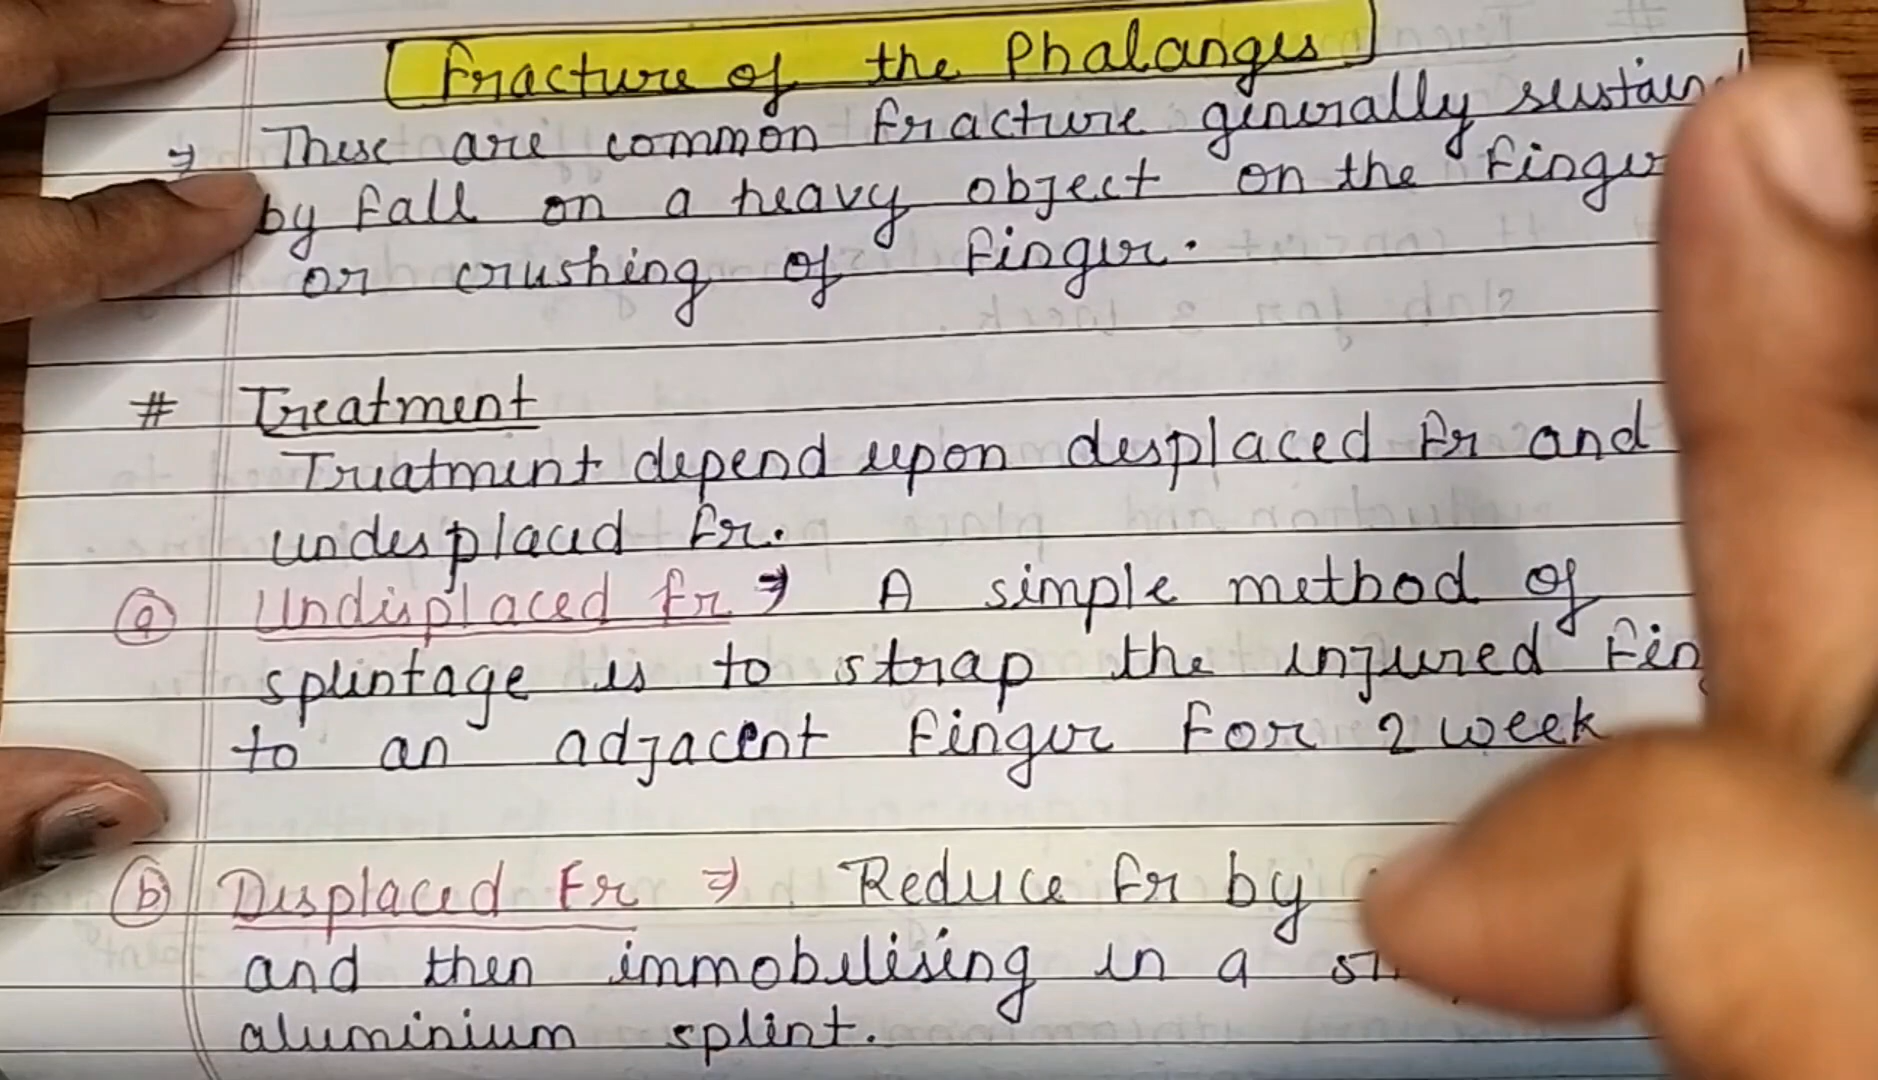 Fracture of the Phalanges
→ These are common fracture generally
by fall on a heavy object on the
or crushing of finger.
# Treatment
Treatment depend upon desplaced Fr and
undesplaced Fr.
(a) Undisplaced Fr → A simple method of
splintage is to strap the injured
to an adjacent finger For 2 week
(b) Displaced Fr → Reduce Fr by
and then immobilising in a
aluminium splint.